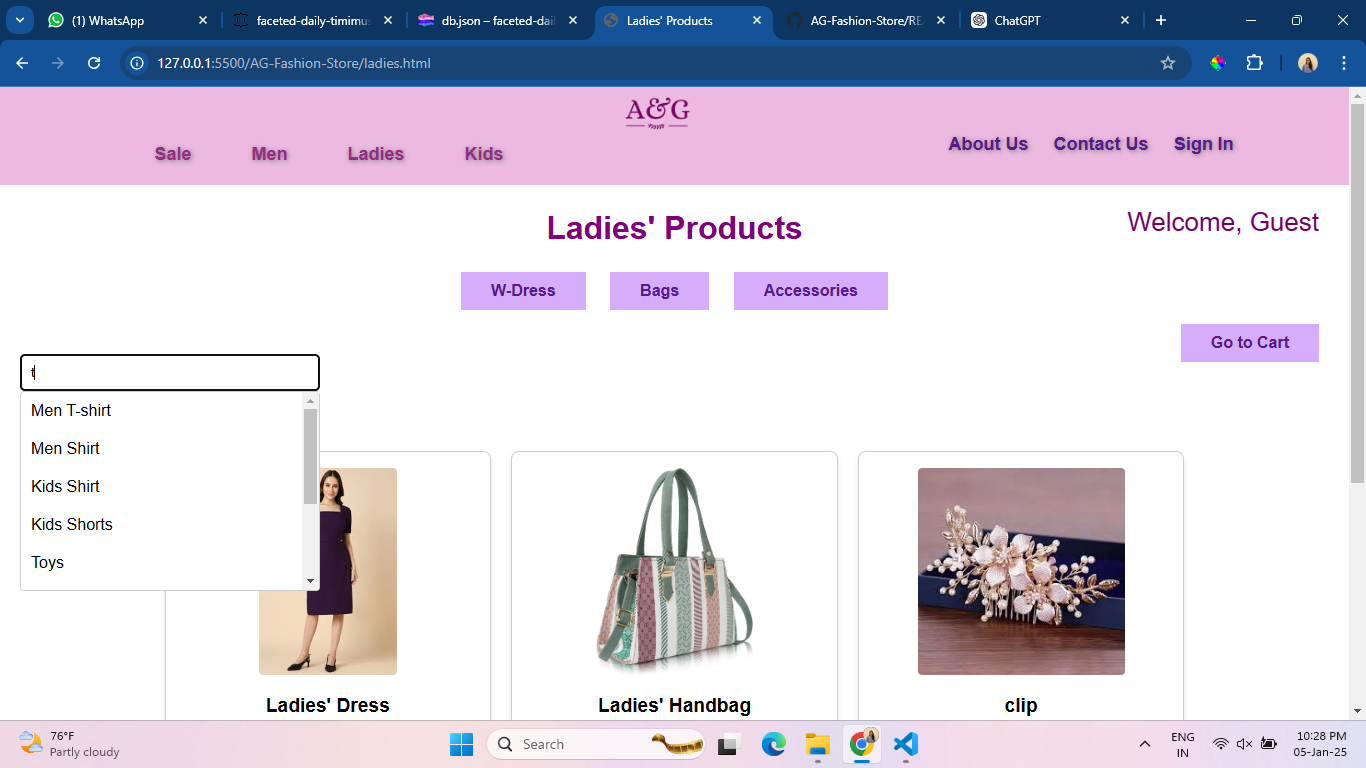 (1) WhatsApp
faceted-daily-timimus
db.json – faceted-dail
Ladies' Products
AG-Fashion-Store/REA
ChatGPT
127.0.0.1:5500/AG-Fashion-Store/ladies.html
A&G
Sale
Men
Ladies
Kids
About Us
Contact Us
Sign In
Ladies' Products
Welcome, Guest
W-Dress
Bags
Accessories
Go to Cart
t
Men T-shirt
Men Shirt
Kids Shirt
Kids Shorts
Toys
Ladies' Dress
Ladies' Handbag
clip
76°F
Partly cloudy
Search
ENG
IN
10:28 PM
05-Jan-25